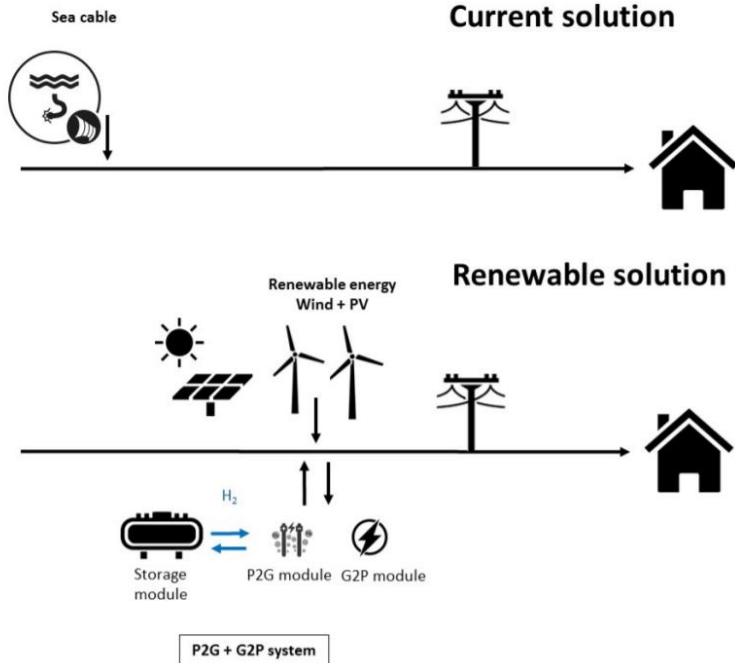 Sea cable
Current solution
Renewable energy
Wind + PV
Renewable solution
H₂
Storage
module
P2G module
G2P module
P2G + G2P system